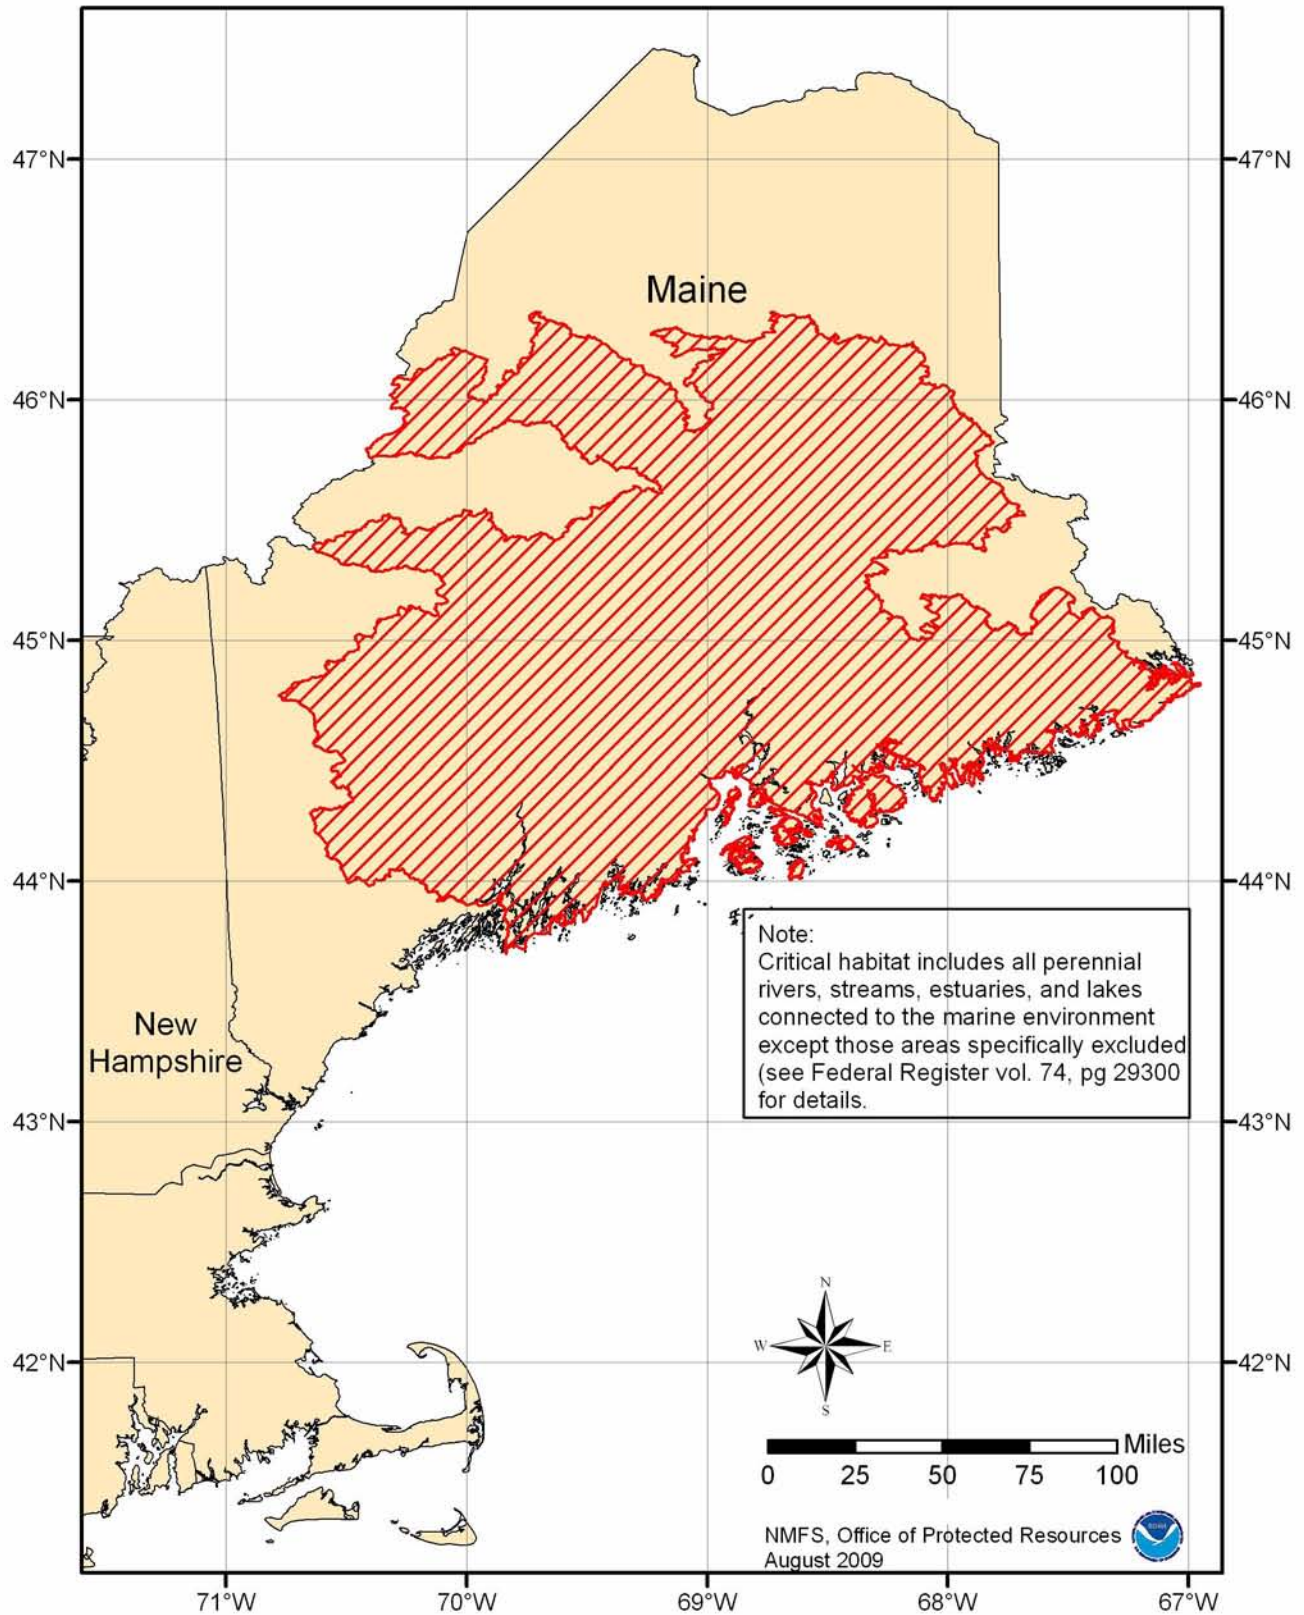 47°N
47°N
Maine
46°N
46°N
45°N
45°N
44°N
44°N
Note:
Critical habitat includes all perennial
rivers, streams, estuaries, and lakes
connected to the marine environment
except those areas specifically excluded
(see Federal Register vol. 74, pg 29300
for details.
New
Hampshire
43°N
43°N
N
W
E
S
42°N
42°N
Miles
0 25 50 75 100
NMFS, Office of Protected Resources
August 2009
71°W 70°W 69°W 68°W 67°W